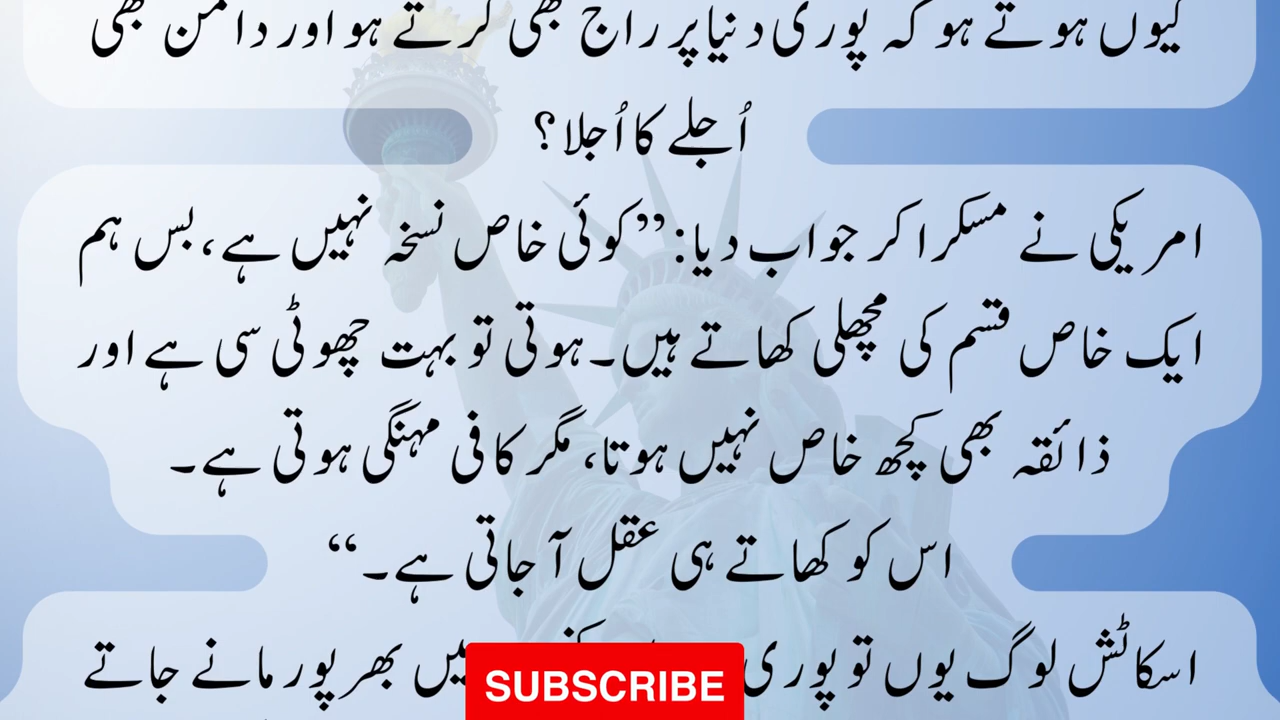 کیوں ہوتے ہو کہ پوری دنیا پر راج بھی کرتے ہو اور دامن بھی
اُجلے کا اُجلا؟
امریکی نے مسکرا کر جواب دیا: ”کوئی خاص نسخہ نہیں ہے، بس ہم
ایک خاص قسم کی مچھلی کھاتے ہیں۔ ہوتی تو بہت چھوٹی سی ہے اور
ذائقہ بھی کچھ خاص نہیں ہوتا، مگر کافی مہنگی ہوتی ہے۔
اس کو کھاتے ہی عقل آ جاتی ہے۔“
اسکاٹش لوگ یوں تو پوری میں بھرپور مانے جاتے
SUBSCRIBE